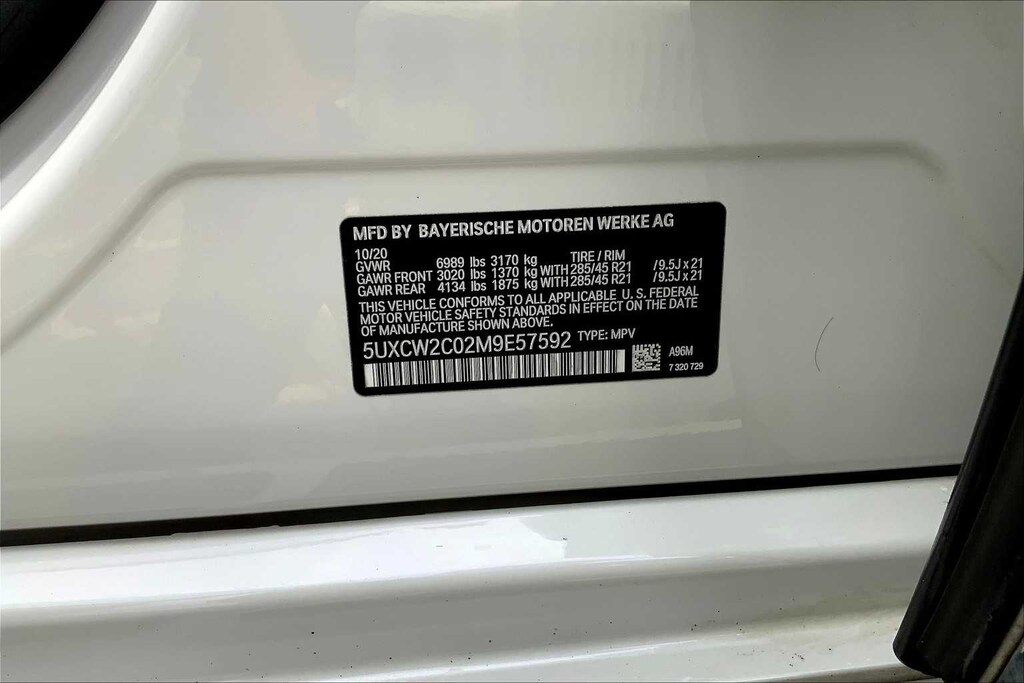 MFD BY BAYERISCHE MOTOREN WERKE AG
10/20 TIRE / RIM
GVWR 6989 lbs 3170 kg
GAWR FRONT 3020 lbs 1370 kg WITH 285/45 R21 /9.5J x 21
GAWR REAR 4134 lbs 1875 kg WITH 285/45 R21 /9.5J x 21
THIS VEHICLE CONFORMS TO ALL APPLICABLE U. S. FEDERAL
MOTOR VEHICLE SAFETY STANDARDS IN EFFECT ON THE DATE
OF MANUFACTURE SHOWN ABOVE.
5UXCW2C02M9E57592 TYPE: MPV
A96M
7 320 729